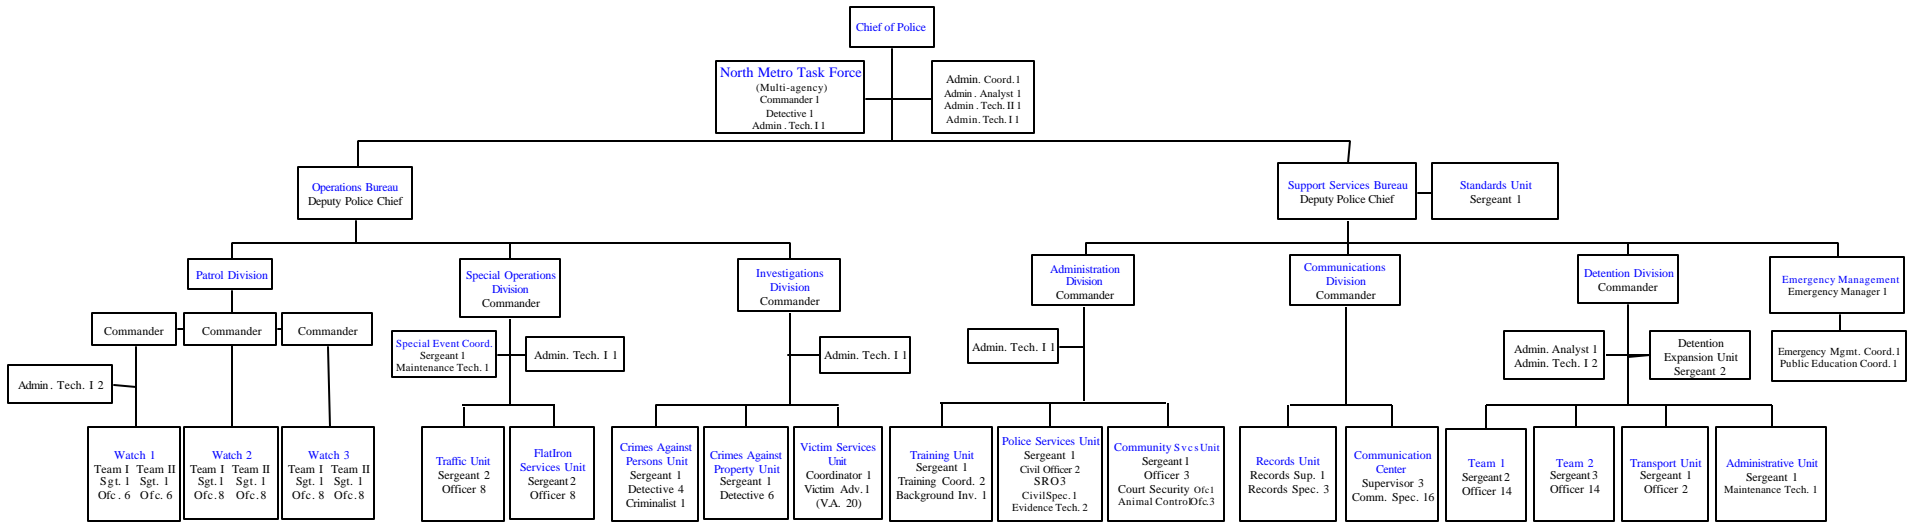 Chief of Police
North Metro Task Force
(Multi-agency)
Commander 1
Detective 1
Admin. Tech. I 1
Admin. Coord. 1
Admin. Analyst 1
Admin. Tech. II 1
Admin. Tech. I 1
Operations Bureau
Deputy Police Chief
Support Services Bureau
Deputy Police Chief
Standards Unit
Sergeant 1
Patrol Division
Special Operations
Division
Commander
Investigations
Division
Commander
Administration
Division
Commander
Communications
Division
Commander
Detention Division
Commander
Emergency Management
Emergency Manager 1
Commander
Commander
Commander
Special Event Coord.
Sergeant 1
Maintenance Tech. 1
Admin. Tech. I 1
Admin. Tech. I 1
Admin. Tech. I 1
Admin. Analyst 1
Admin. Tech. I 2
Detention
Expansion Unit
Sergeant 2
Emergency Mgmt. Coord. 1
Public Education Coord. 1
Admin. Tech. I 2
Watch 1
Team I Team II
Sgt. 1 Sgt. 1
Ofc. 6 Ofc. 6
Watch 2
Team I Team II
Sgt. 1 Sgt. 1
Ofc. 8 Ofc. 8
Watch 3
Team I Team II
Sgt. 1 Sgt. 1
Ofc. 8 Ofc. 8
Traffic Unit
Sergeant 2
Officer 8
FlatIron
Services Unit
Sergeant 2
Officer 8
Crimes Against
Persons Unit
Sergeant 1
Detective 4
Criminalist 1
Crimes Against
Property Unit
Sergeant 1
Detective 6
Victim Services
Unit
Coordinator 1
Victim Adv. 1
(V.A. 20)
Training Unit
Sergeant 1
Training Coord. 2
Background Inv. 1
Police Services Unit
Sergeant 1
Civil Officer 2
SRO 3
Civil Spec. 1
Evidence Tech. 2
Community Svcs Unit
Sergeant 1
Officer 3
Court Security Ofc 1
Animal Control Ofc. 3
Records Unit
Records Sup. 1
Records Spec. 3
Communication
Center
Supervisor 3
Comm. Spec. 16
Team 1
Sergeant 2
Officer 14
Team 2
Sergeant 3
Officer 14
Transport Unit
Sergeant 1
Officer 2
Administrative Unit
Sergeant 1
Maintenance Tech. 1